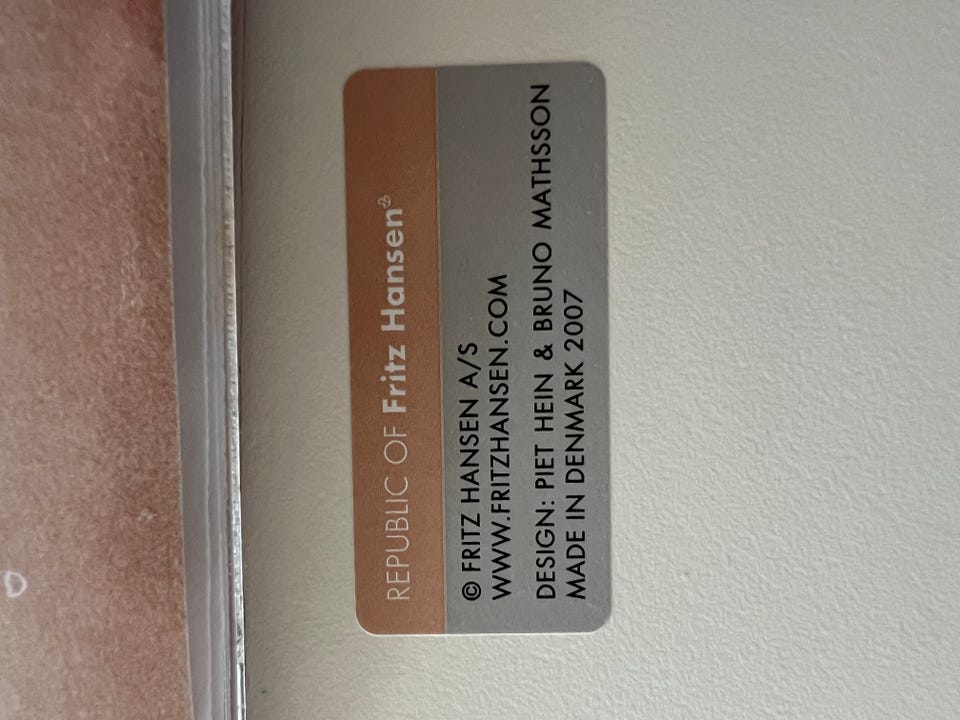 REPUBLIC OF Fritz Hansen
© FRITZ HANSEN A/S
WWW.FRITZHANSEN.COM
DESIGN: PIET HEIN & BRUNO MATHSSON
MADE IN DENMARK 2007